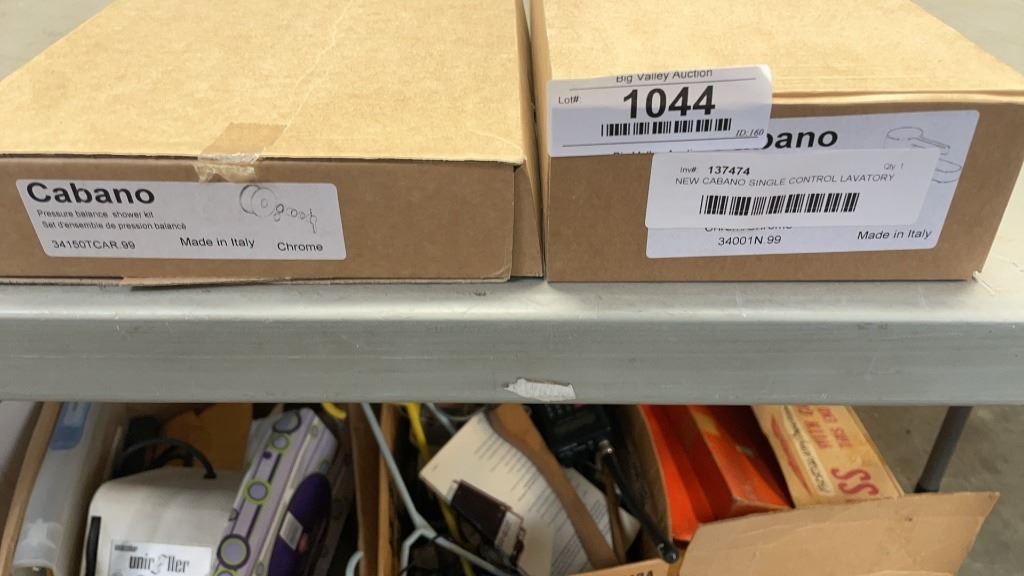 Cabano
Pressure balance shower kit
Set d'ensemble de pression balancé
34150TCAR.99 Made in Italy Chrome
Big Valley Auction
Lot#: 1044
ID:160
bano
Inv#: 137474 Qty: 1
NEW CABANO SINGLE CONTROL LAVATORY
34001N.99 Made in Italy
SS